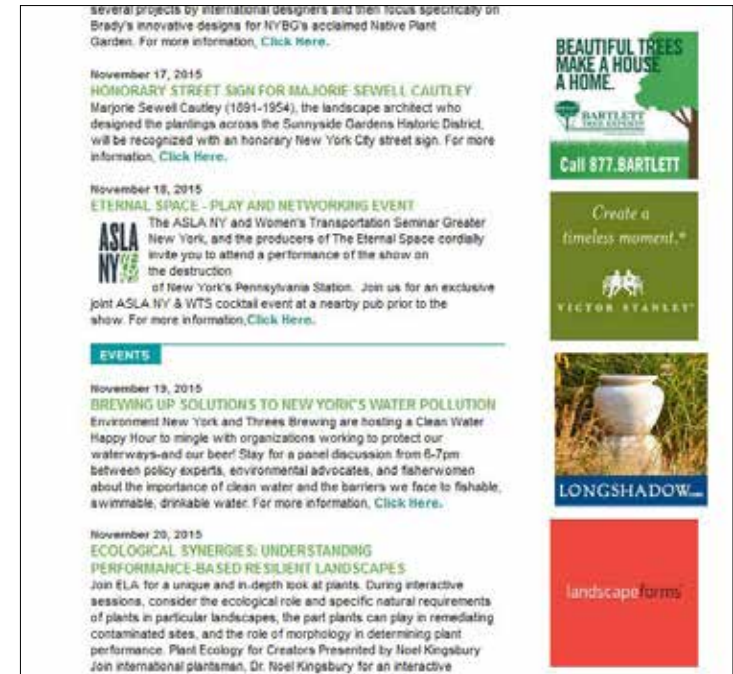 several projects by international designers and then focus specifically on
Brady's innovative designs for NYBG's acclaimed Native Plant
Garden. For more information, Click Here.
November 17, 2015
HONORARY STREET SIGN FOR MAJORIE SEWELL CAUTLEY
Marjorie Sewell Cautley (1891-1954), the landscape architect who
designed the plantings across the Sunnyside Gardens Historic District,
will be recognized with an honorary New York City street sign. For more
information, Click Here.
November 18, 2015
ETERNAL SPACE - PLAY AND NETWORKING EVENT
ASLA
NY
The ASLA NY and Women's Transportation Seminar Greater
New York, and the producers of The Eternal Space cordially
invite you to attend a performance of the show on
the destruction
of New York's Pennsylvania Station. Join us for an exclusive
joint ASLA NY & WTS cocktail event at a nearby pub prior to the
show. For more information,Click Here.
EVENTS
November 19, 2015
BREWING UP SOLUTIONS TO NEW YORK'S WATER POLLUTION
Environment New York and Threes Brewing are hosting a Clean Water
Happy Hour to mingle with organizations working to protect our
waterways-and our beer! Stay for a panel discussion from 6-7pm
between policy experts, environmental advocates, and fisherwomen
about the importance of clean water and the barriers we face to fishable,
swimmable, drinkable water. For more information, Click Here.
November 20, 2015
ECOLOGICAL SYNERGIES: UNDERSTANDING
PERFORMANCE-BASED RESILIENT LANDSCAPES
Join ELA for a unique and in-depth look at plants. During interactive
sessions, consider the ecological role and specific natural requirements
of plants in particular landscapes, the part plants can play in remediating
contaminated sites, and the role of morphology in determining plant
performance. Plant Ecology for Creators Presented by Noel Kingsbury
Join international plantsman, Dr. Noel Kingsbury for an interactive
BEAUTIFUL TREES
MAKE A HOUSE
A HOME.
BARTLETT
TREE EXPERTS
Call 877.BARTLETT
Create a
timeless moment.®
VICTOR STANLEY®
LONGSHADOW
landscapeforms®